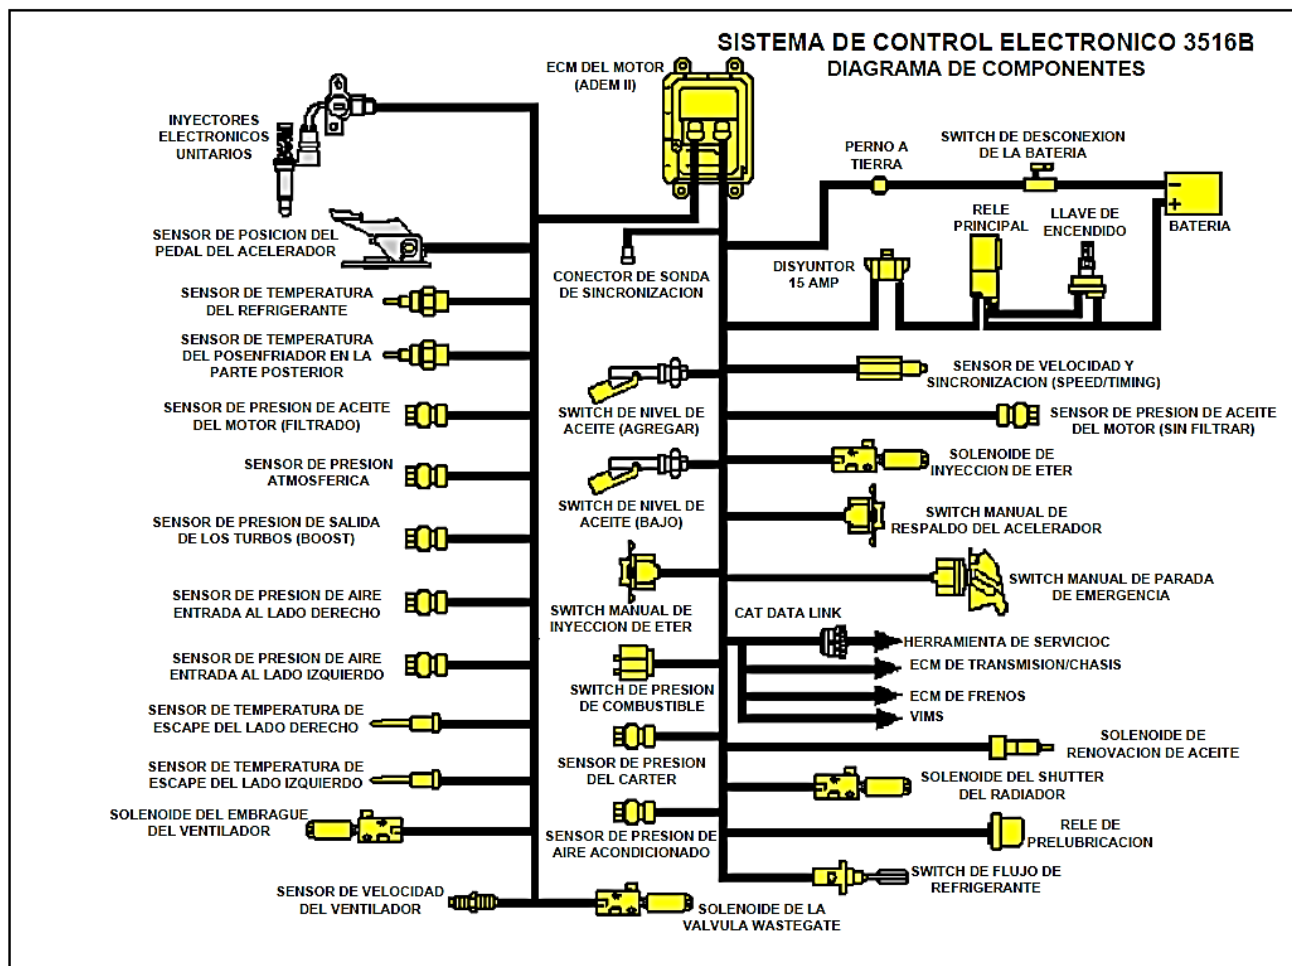 SISTEMA DE CONTROL ELECTRONICO 3516B
DIAGRAMA DE COMPONENTES
ECM DEL MOTOR
(ADEM II)
INYECTORES
ELECTRONICOS
UNITARIOS
SENSOR DE POSICION DEL
PEDAL DEL ACELERADOR
SENSOR DE TEMPERATURA
DEL REFRIGERANTE
SENSOR DE TEMPERATURA
DEL POSENFRIADOR EN LA
PARTE POSTERIOR
SENSOR DE PRESION DE ACEITE
DEL MOTOR (FILTRADO)
SENSOR DE PRESION
ATMOSFERICA
SENSOR DE PRESION DE SALIDA
DE LOS TURBOS (BOOST)
SENSOR DE PRESION DE AIRE
ENTRADA AL LADO DERECHO
SENSOR DE PRESION DE AIRE
ENTRADA AL LADO IZQUIERDO
SENSOR DE TEMPERATURA DE
ESCAPE DEL LADO DERECHO
SENSOR DE TEMPERATURA DE
ESCAPE DEL LADO IZQUIERDO
SOLENOIDE DEL EMBRAGUE
DEL VENTILADOR
SENSOR DE VELOCIDAD
DEL VENTILADOR
CONECTOR DE SONDA
DE SINCRONIZACION
SWITCH DE NIVEL DE
ACEITE (AGREGAR)
SWITCH DE NIVEL DE
ACEITE (BAJO)
SWITCH MANUAL DE
INYECCION DE ETER
SWITCH DE PRESION
DE COMBUSTIBLE
SENSOR DE PRESION
DEL CARTER
SENSOR DE PRESION DE
AIRE ACONDICIONADO
SOLENOIDE DE LA
VALVULA WASTEGATE
PERNO A
TIERRA
SWITCH DE DESCONEXION
DE LA BATERIA
- 
+
BATERIA
RELE
PRINCIPAL
LLAVE DE
ENCENDIDO
DISYUNTOR
15 AMP
SENSOR DE VELOCIDAD Y
SINCRONIZACION (SPEED/TIMING)
SENSOR DE PRESION DE ACEITE
DEL MOTOR (SIN FILTRAR)
SOLENOIDE DE
INYECCION DE ETER
SWITCH MANUAL DE
RESPALDO DEL ACELERADOR
SWITCH MANUAL DE PARADA
DE EMERGENCIA
CAT DATA LINK
HERRAMIENTA DE SERVICIOC
ECM DE TRANSMISION/CHASIS
ECM DE FRENOS
VIMS
SOLENOIDE DE
RENOVACION DE ACEITE
SOLENOIDE DEL SHUTTER
DEL RADIADOR
RELE DE
PRELUBRICACION
SWITCH DE FLUJO DE
REFRIGERANTE